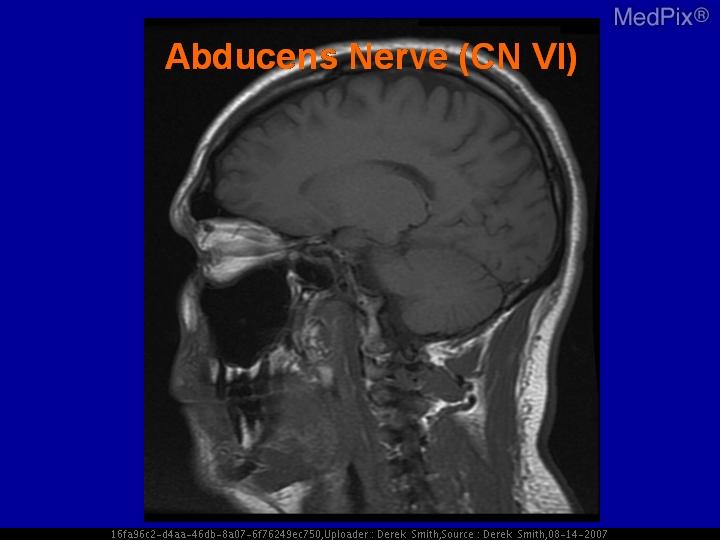 MedPix®
Abducens Nerve (CN VI)
16fa96c2-d4aa-46db-8a07-6f76249ec750,Uploader : Derek Smith,Source : Derek Smith,08-14-2007